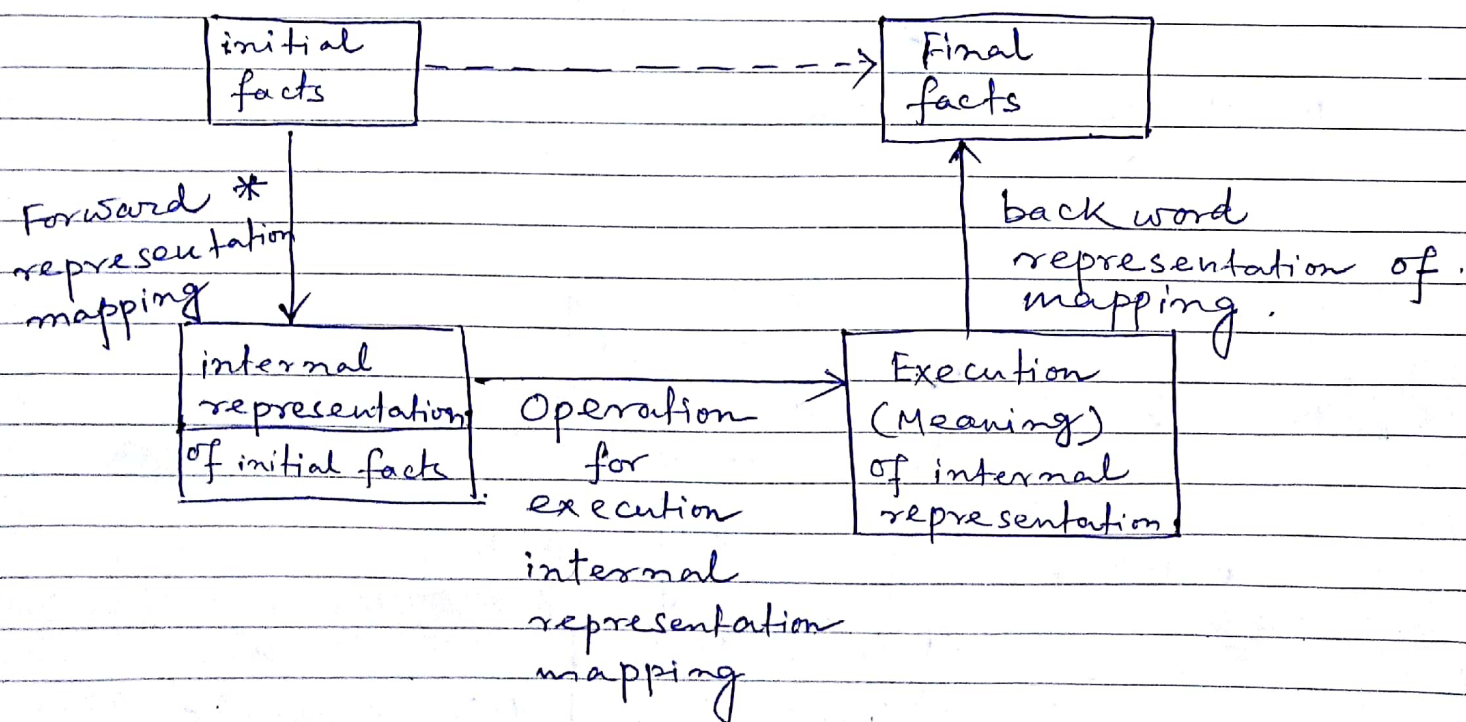 initial
facts
Final
facts
Forward *
representation
mapping
back word
representation of
mapping.
internal
representation
of initial facts
Operation
for
execution
internal
representation
mapping
Execution
(Meaning)
of internal
representation